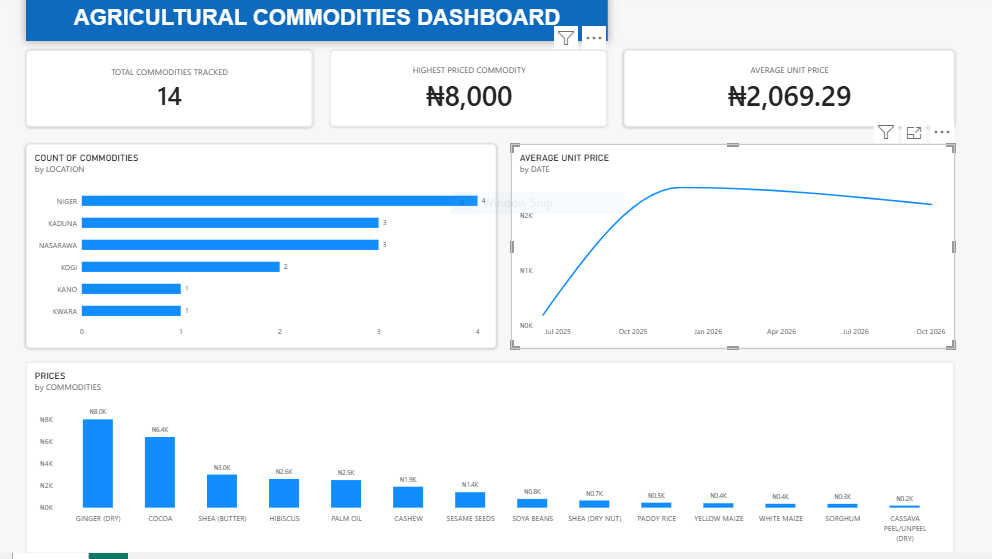 AGRICULTURAL COMMODITIES DASHBOARD
TOTAL COMMODITIES TRACKED
14
HIGHEST PRICED COMMODITY
₦8,000
AVERAGE UNIT PRICE
₦2,069.29
COUNT OF COMMODITIES
by LOCATION
NIGER 4
KADUNA 3
NASARAWA 3
KOGI 2
KANO 1
KWARA 1
0 1 2 3 4
AVERAGE UNIT PRICE
by DATE
Window Snip
₦2K
₦1K
₦0K
Jul 2025 Oct 2025 Jan 2026 Apr 2026 Jul 2026 Oct 2026
PRICES
by COMMODITIES
₦8K
₦6K
₦4K
₦2K
₦0K
₦8.0K ₦6.4K ₦3.0K ₦2.6K ₦2.5K ₦1.9K ₦1.4K ₦0.8K ₦0.7K ₦0.5K ₦0.4K ₦0.4K ₦0.3K ₦0.2K
GINGER (DRY) COCOA SHEA (BUTTER) HIBISCUS PALM OIL CASHEW SESAME SEEDS SOYA BEANS SHEA (DRY NUT) PADDY RICE YELLOW MAIZE WHITE MAIZE SORGHUM CASSAVA
PEEL/UNPEEL
(DRY)